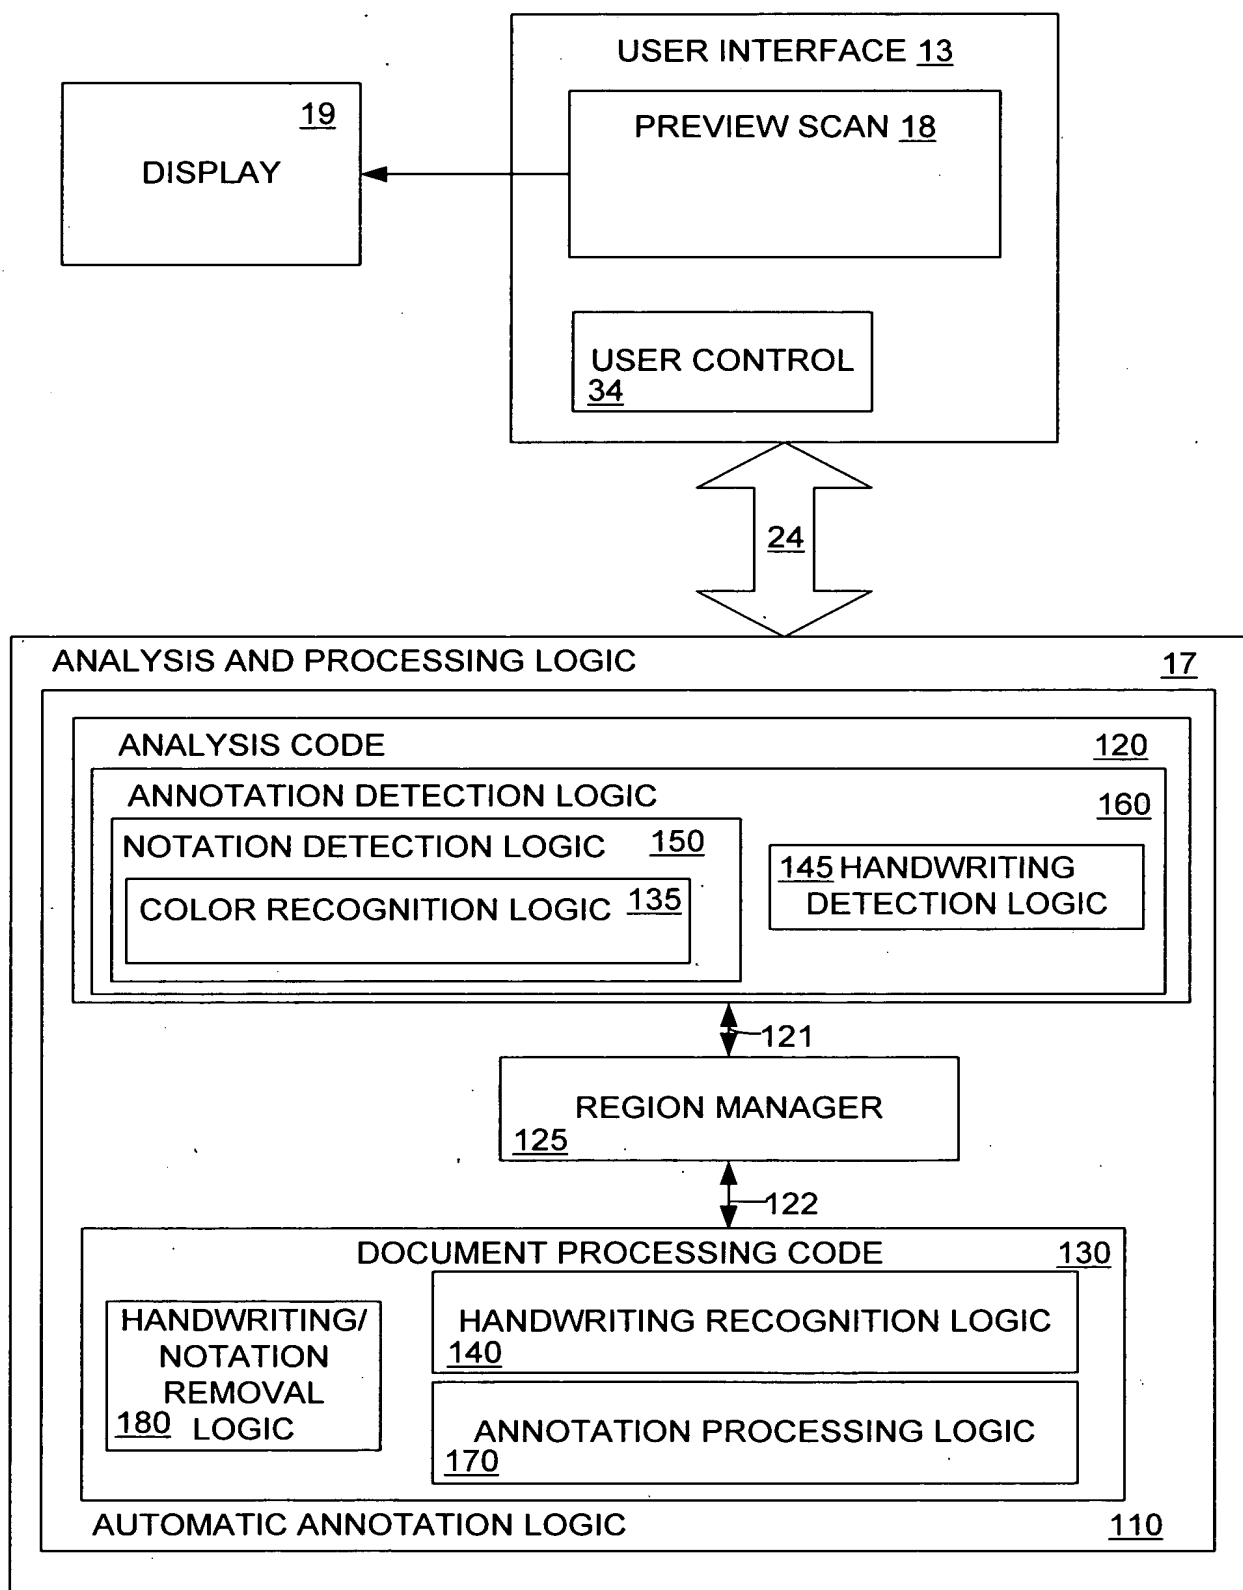 USER INTERFACE 13
19
DISPLAY
PREVIEW SCAN 18
USER CONTROL
34
24
ANALYSIS AND PROCESSING LOGIC 17
ANALYSIS CODE 120
ANNOTATION DETECTION LOGIC 160
NOTATION DETECTION LOGIC 150
COLOR RECOGNITION LOGIC 135
145 HANDWRITING
DETECTION LOGIC
121
REGION MANAGER
125
122
DOCUMENT PROCESSING CODE 130
HANDWRITING/
NOTATION
REMOVAL
180 LOGIC
HANDWRITING RECOGNITION LOGIC
140
ANNOTATION PROCESSING LOGIC
170
AUTOMATIC ANNOTATION LOGIC 110